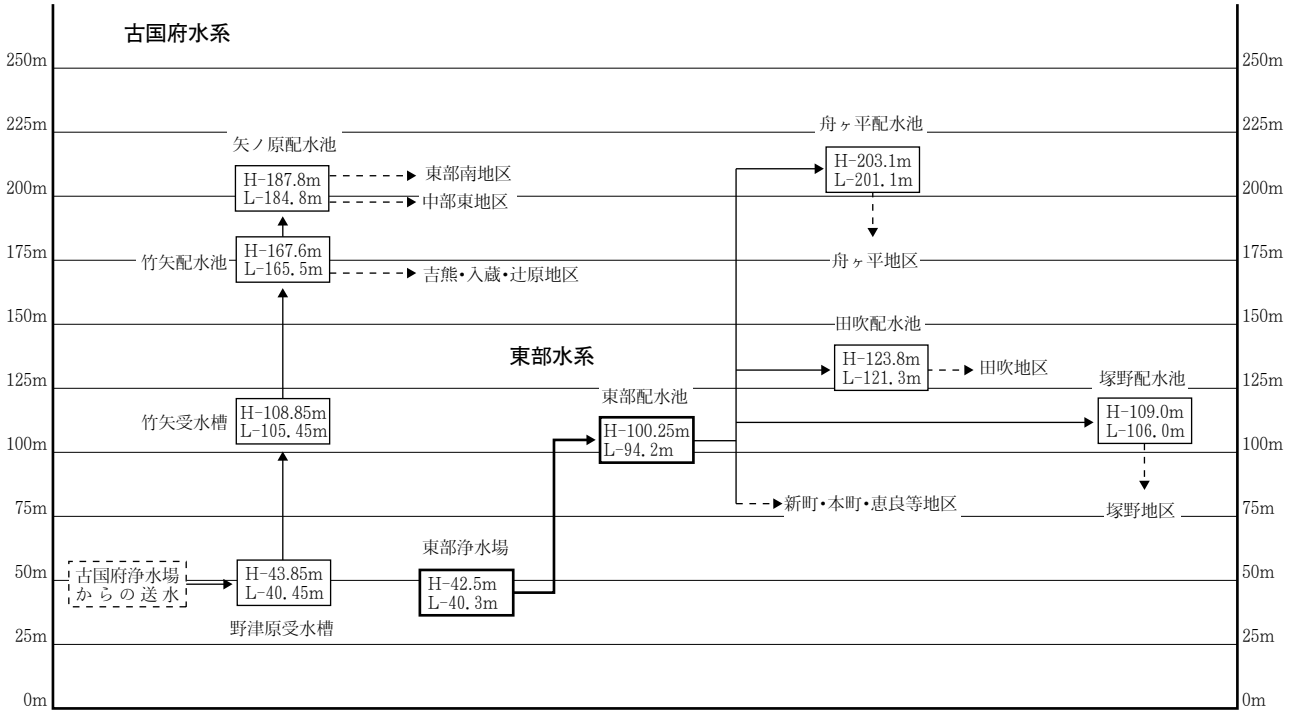 古国府水系
250m
250m
225m
225m
矢ノ原配水池
舟ヶ平配水池
H-187.8m
L-184.8m
東部南地区
中部東地区
H-203.1m
L-201.1m
200m
200m
175m
175m
竹矢配水池
H-167.6m
L-165.5m
吉熊・入蔵・辻原地区
舟ヶ平地区
150m
150m
東部水系
田吹配水池
H-123.8m
L-121.3m
田吹地区
125m
125m
東部配水池
塚野配水池
竹矢受水槽
H-108.85m
L-105.45m
H-100.25m
L-94.2m
H-109.0m
L-106.0m
100m
100m
75m
75m
新町・本町・恵良等地区
塚野地区
東部浄水場
50m
50m
古国府浄水場
からの送水
H-43.85m
L-40.45m
H-42.5m
L-40.3m
野津原受水槽
25m
25m
0m
0m